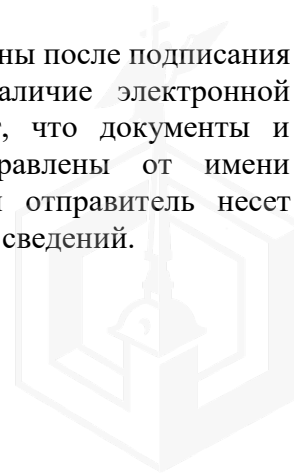 ны после подписания
аличие электронной
, что документы и
равлены от имени
отправитель несет
сведений.